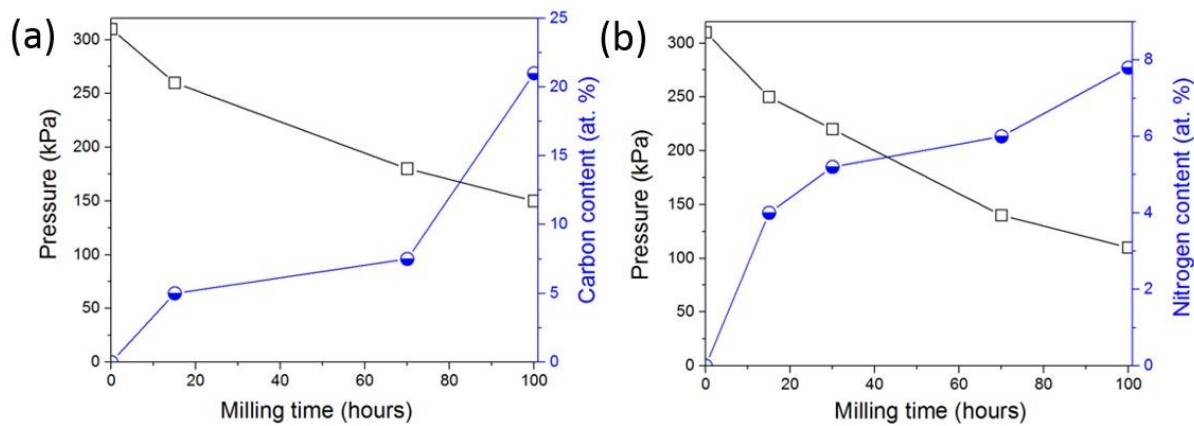 (a)
Pressure (kPa)
300
250
200
150
100
50
0
0 20 40 60 80 100
Milling time (hours)
25
20
15
10
5
0
Carbon content (at. %)
(b)
Pressure (kPa)
300
250
200
150
100
50
0
0 20 40 60 80 100
Milling time (hours)
8
6
4
2
0
Nitrogen content (at. %)